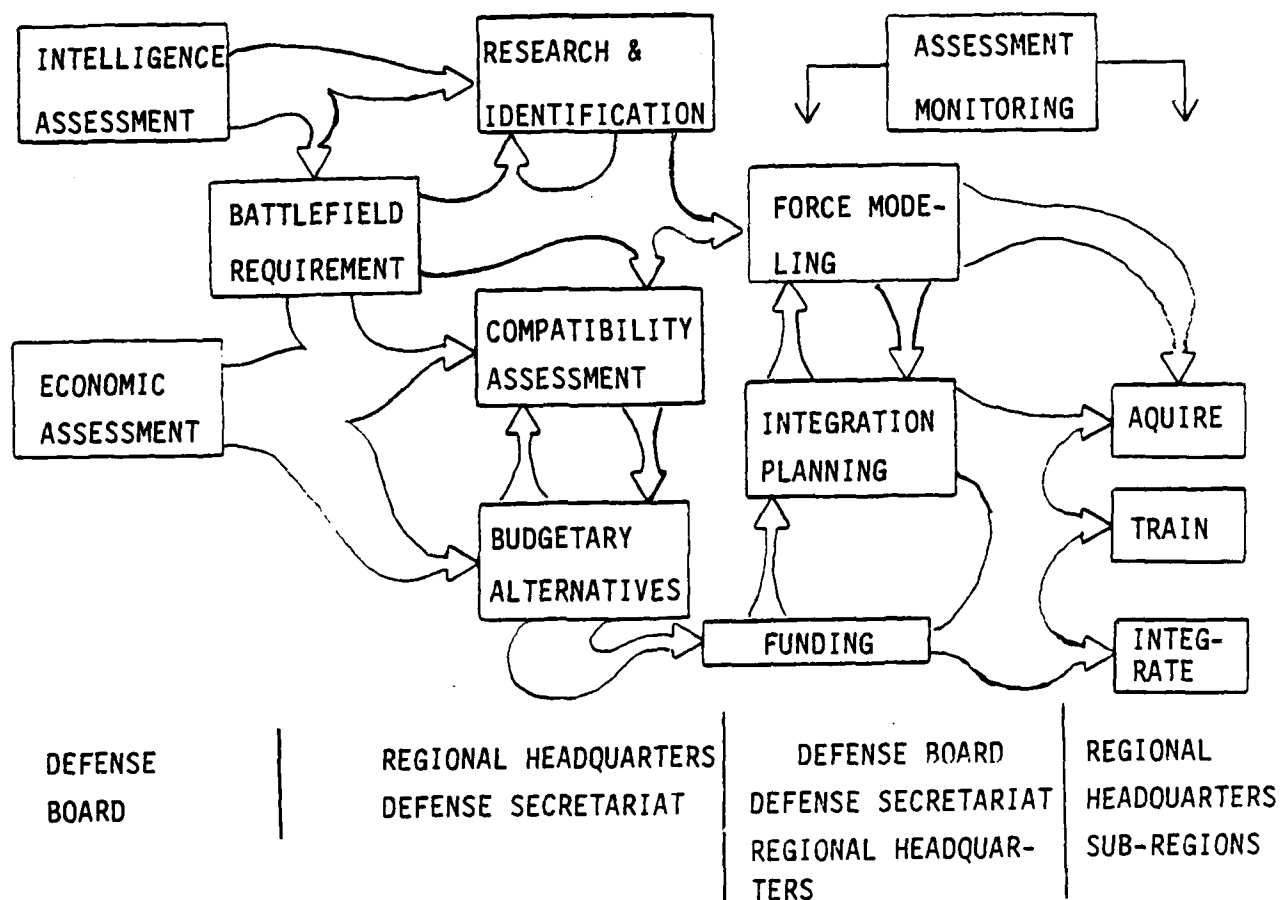 INTELLIGENCE
ASSESSMENT
RESEARCH &
IDENTIFICATION
ASSESSMENT
MONITORING
BATTLEFIELD
REQUIREMENT
FORCE MODE-
LING
ECONOMIC
ASSESSMENT
COMPATIBILITY
ASSESSMENT
INTEGRATION
PLANNING
AQUIRE
BUDGETARY
ALTERNATIVES
TRAIN
FUNDING
INTEG-
RATE
DEFENSE
BOARD
REGIONAL HEADQUARTERS
DEFENSE SECRETARIAT
DEFENSE BOARD
DEFENSE SECRETARIAT
REGIONAL HEADQUAR-
TERS
REGIONAL
HEADQUARTERS
SUB-REGIONS